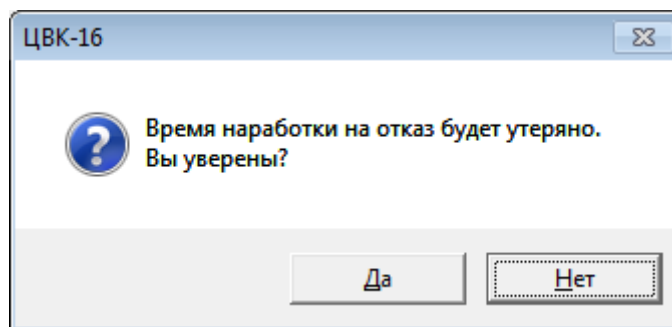 ЦВК-16
Время наработки на отказ будет утеряно.
Вы уверены?
Да
Нет